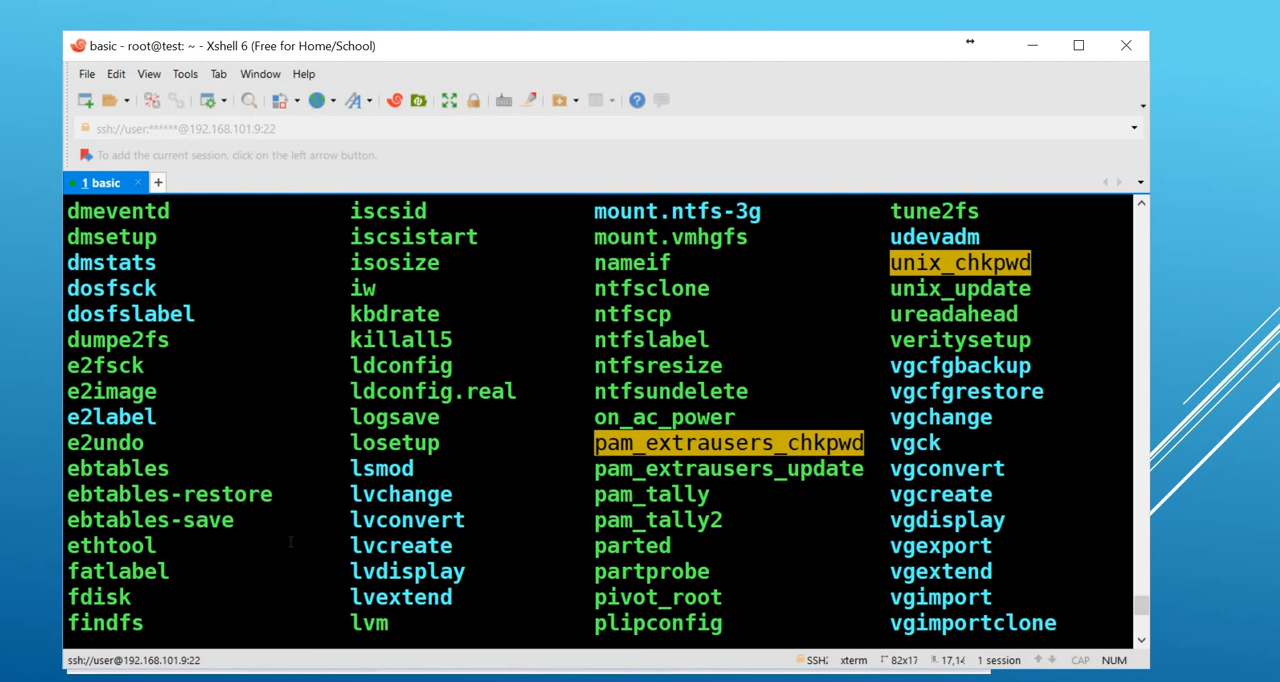 basic - root@test: ~ - Xshell 6 (Free for Home/School)
File Edit View Tools Tab Window Help
ssh://user:******@192.168.101.9:22
To add the current session, click on the left arrow button.
1 basic
dmeventd iscsid mount.ntfs-3g tune2fs
dmsetup iscsistart mount.vmhgfs udevadm
dmstats isosize nameif unix_chkpwd
dosfsck iw ntfsclone unix_update
dosfslabel kbdrate ntfscp ureadahead
dumpe2fs killall5 ntfslabel veritysetup
e2fsck ldconfig ntfsresize vgcfgbackup
e2image ldconfig.real ntfsundelete vgcfgrestore
e2label logsave on_ac_power vgchange
e2undo losetup pam_extrausers_chkpwd vgck
ebtables lsmod pam_extrausers_update vgconvert
ebtables-restore lvchange pam_tally vgcreate
ebtables-save lvconvert pam_tally2 vgdisplay
ethtool lvcreate parted vgexport
fatlabel lvdisplay partprobe vgextend
fdisk lvextend pivot_root vgimport
findfs lvm plipconfig vgimportclone
ssh://user@192.168.101.9:22 SSH2 xterm 82x17 17,14 1 session CAP NUM